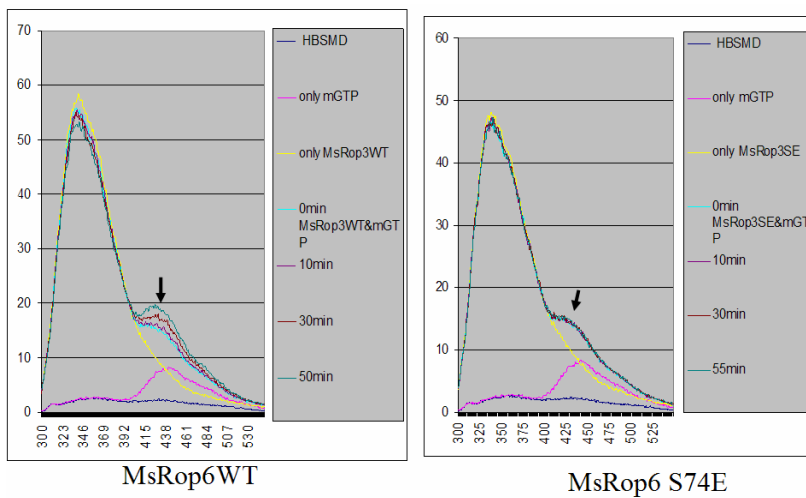 70
60
50
40
30
20
10
0
300 323 346 369 392 415 438 461 484 507 530
HBSMD
only mGTP
only MsRop3WT
0min
MsRop3WT&mGT
P
10min
30min
50min
MsRop6WT
60
50
40
30
20
10
0
300 325 350 375 400 425 450 475 500 525
HBSMD
only mGTP
only MsRop3SE
0min
MsRop3SE&mGT
P
10min
30min
55min
MsRop6 S74E